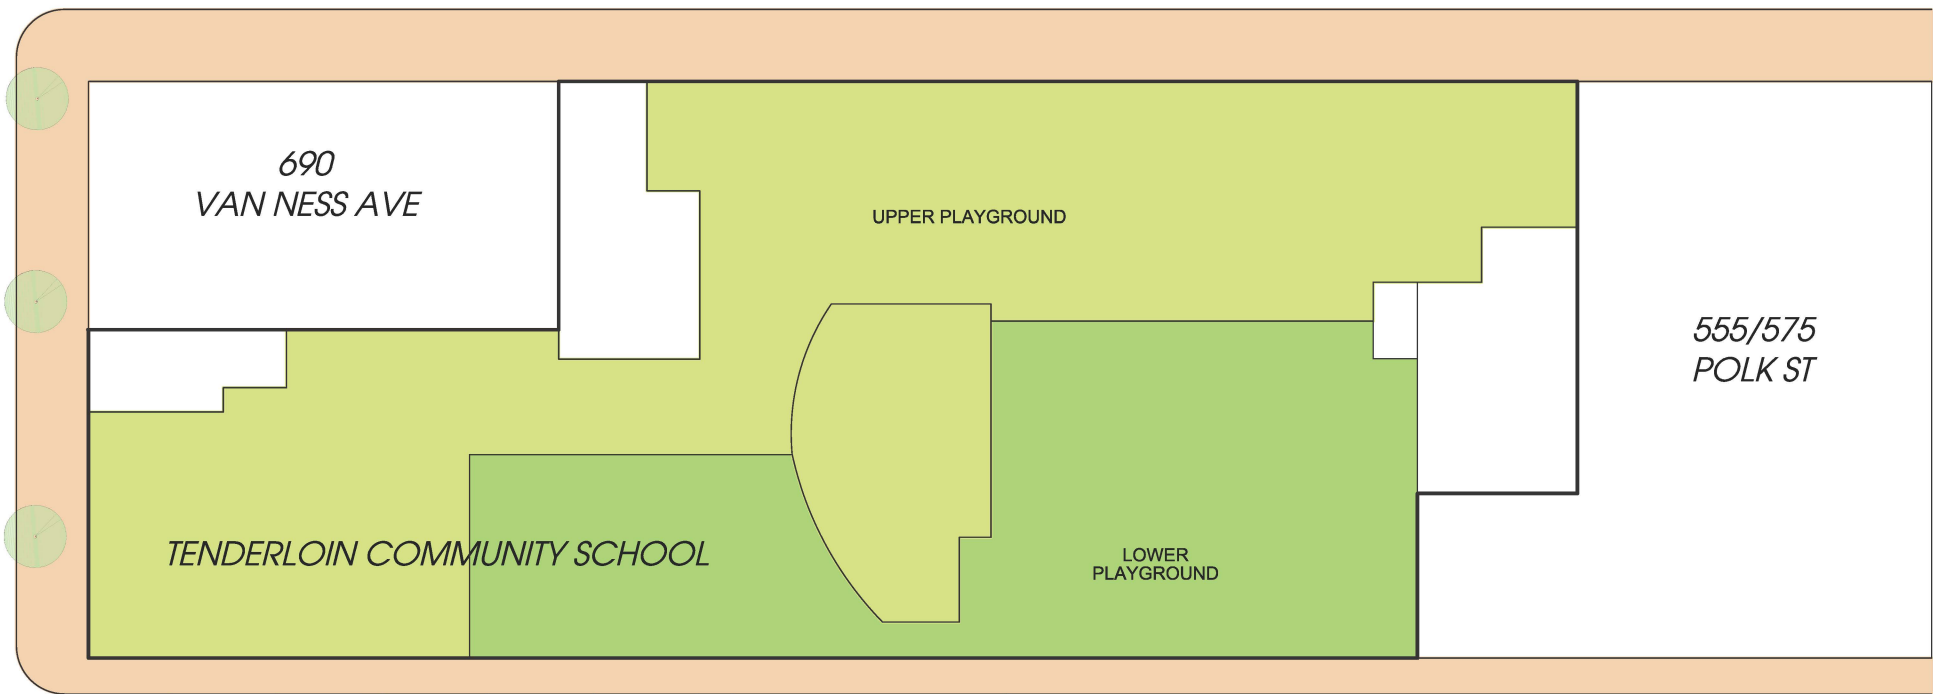 690
VAN NESS AVE
UPPER PLAYGROUND
555/575
POLK ST
TENDERLOIN COMMUNITY SCHOOL
LOWER
PLAYGROUND